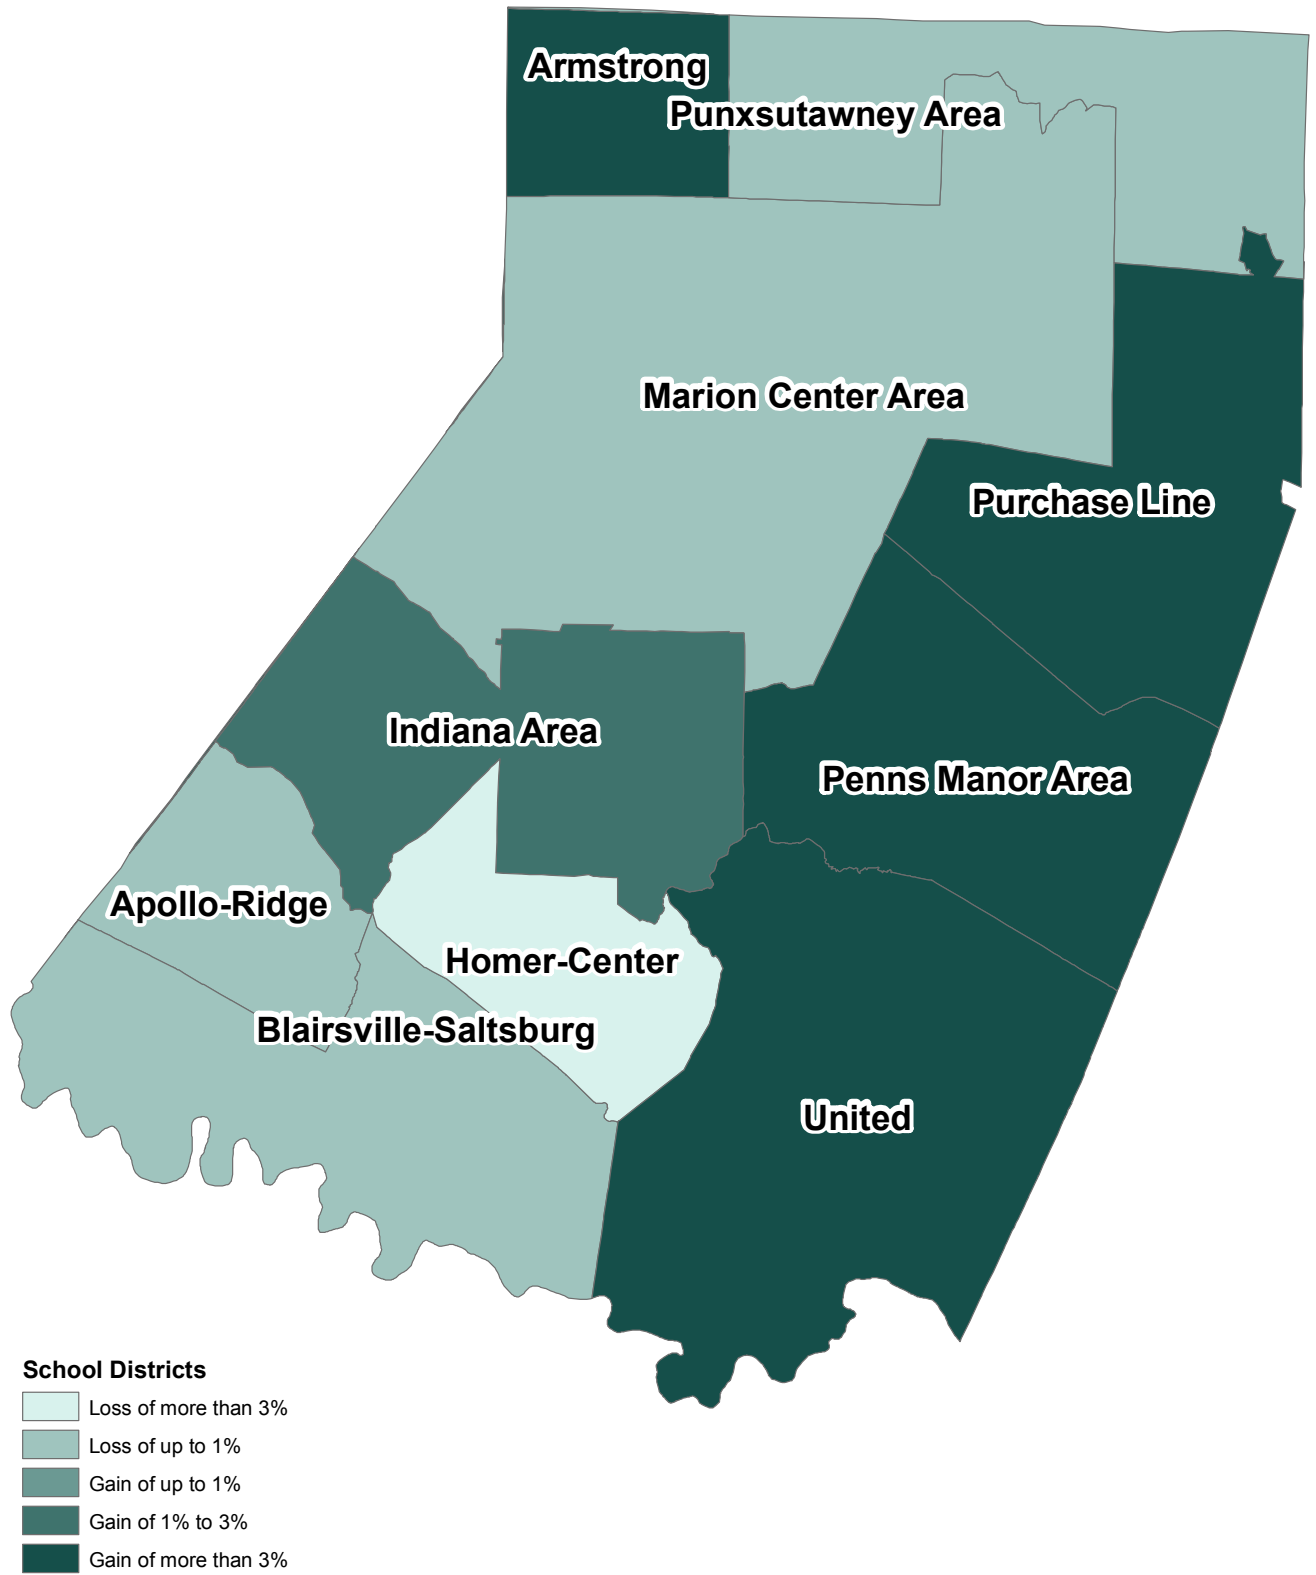 Armstrong
Punxsutawney Area
Marion Center Area
Purchase Line
Indiana Area
Penns Manor Area
Apollo-Ridge
Homer-Center
Blairsville-Saltsburg
United
School Districts
Loss of more than 3%
Loss of up to 1%
Gain of up to 1%
Gain of 1% to 3%
Gain of more than 3%